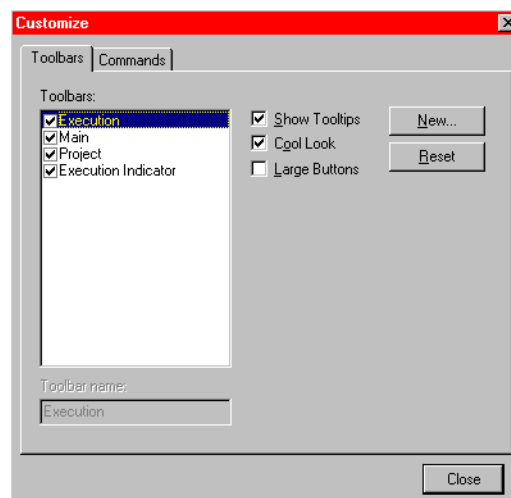 Customize
Toolbars Commands
Toolbars:
Execution
Main
Project
Execution Indicator
Show Tooltips
Cool Look
Large Buttons
New...
Reset
Toolbar name:
Execution
Close